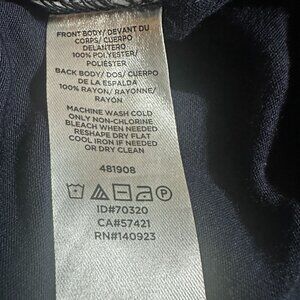 FRONT BODY/ DEVANT DU
CORPS/ CUERPO
DELANTERO
100% POLYESTER/
POLIÉSTER
BACK BODY/ DOS/ CUERPO
DE LA ESPALDA
100% RAYON/ RAYONNE/
RAYÓN
MACHINE WASH COLD
ONLY NON-CHLORINE
BLEACH WHEN NEEDED
RESHAPE DRY FLAT
COOL IRON IF NEEDED
OR DRY CLEAN
481908
P
ID#70320
CA#57421
RN#140923